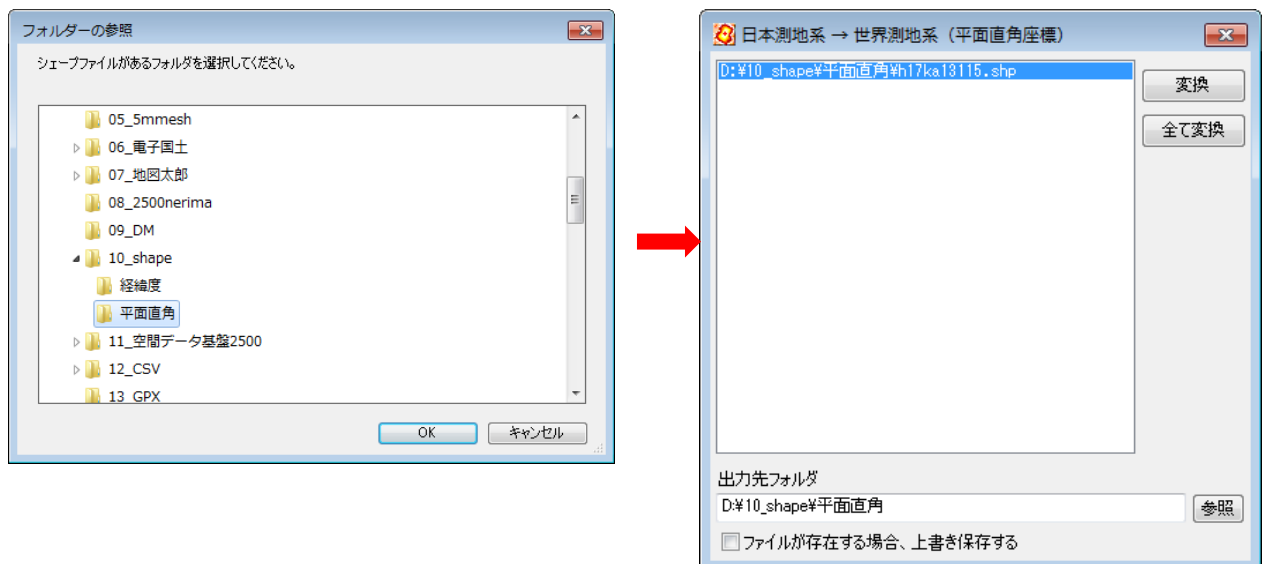 フォルダーの参照
シェープファイルがあるフォルダを選択してください。
05_5mmesh
06_電子国土
07_地図太郎
08_2500nerima
09_DM
10_shape
経緯度
平面直角
11_空間データ基盤2500
12_CSV
13 GPX
OK
キャンセル
日本測地系 → 世界測地系（平面直角座標）
D:¥10_shape¥平面直角¥h17ka13115.shp
変換
全て変換
出力先フォルダ
D:¥10_shape¥平面直角
参照
ファイルが存在する場合、上書き保存する